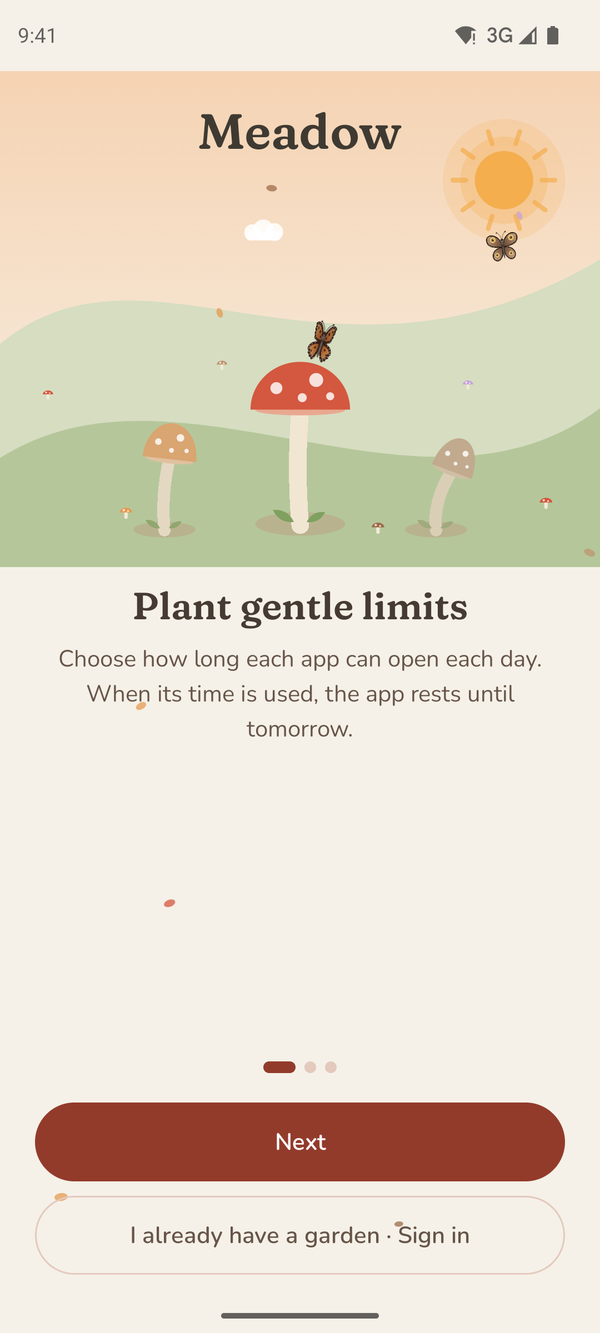 9:41
3G
Meadow
Plant gentle limits
Choose how long each app can open each day.
When its time is used, the app rests until
tomorrow.
Next
I already have a garden · Sign in